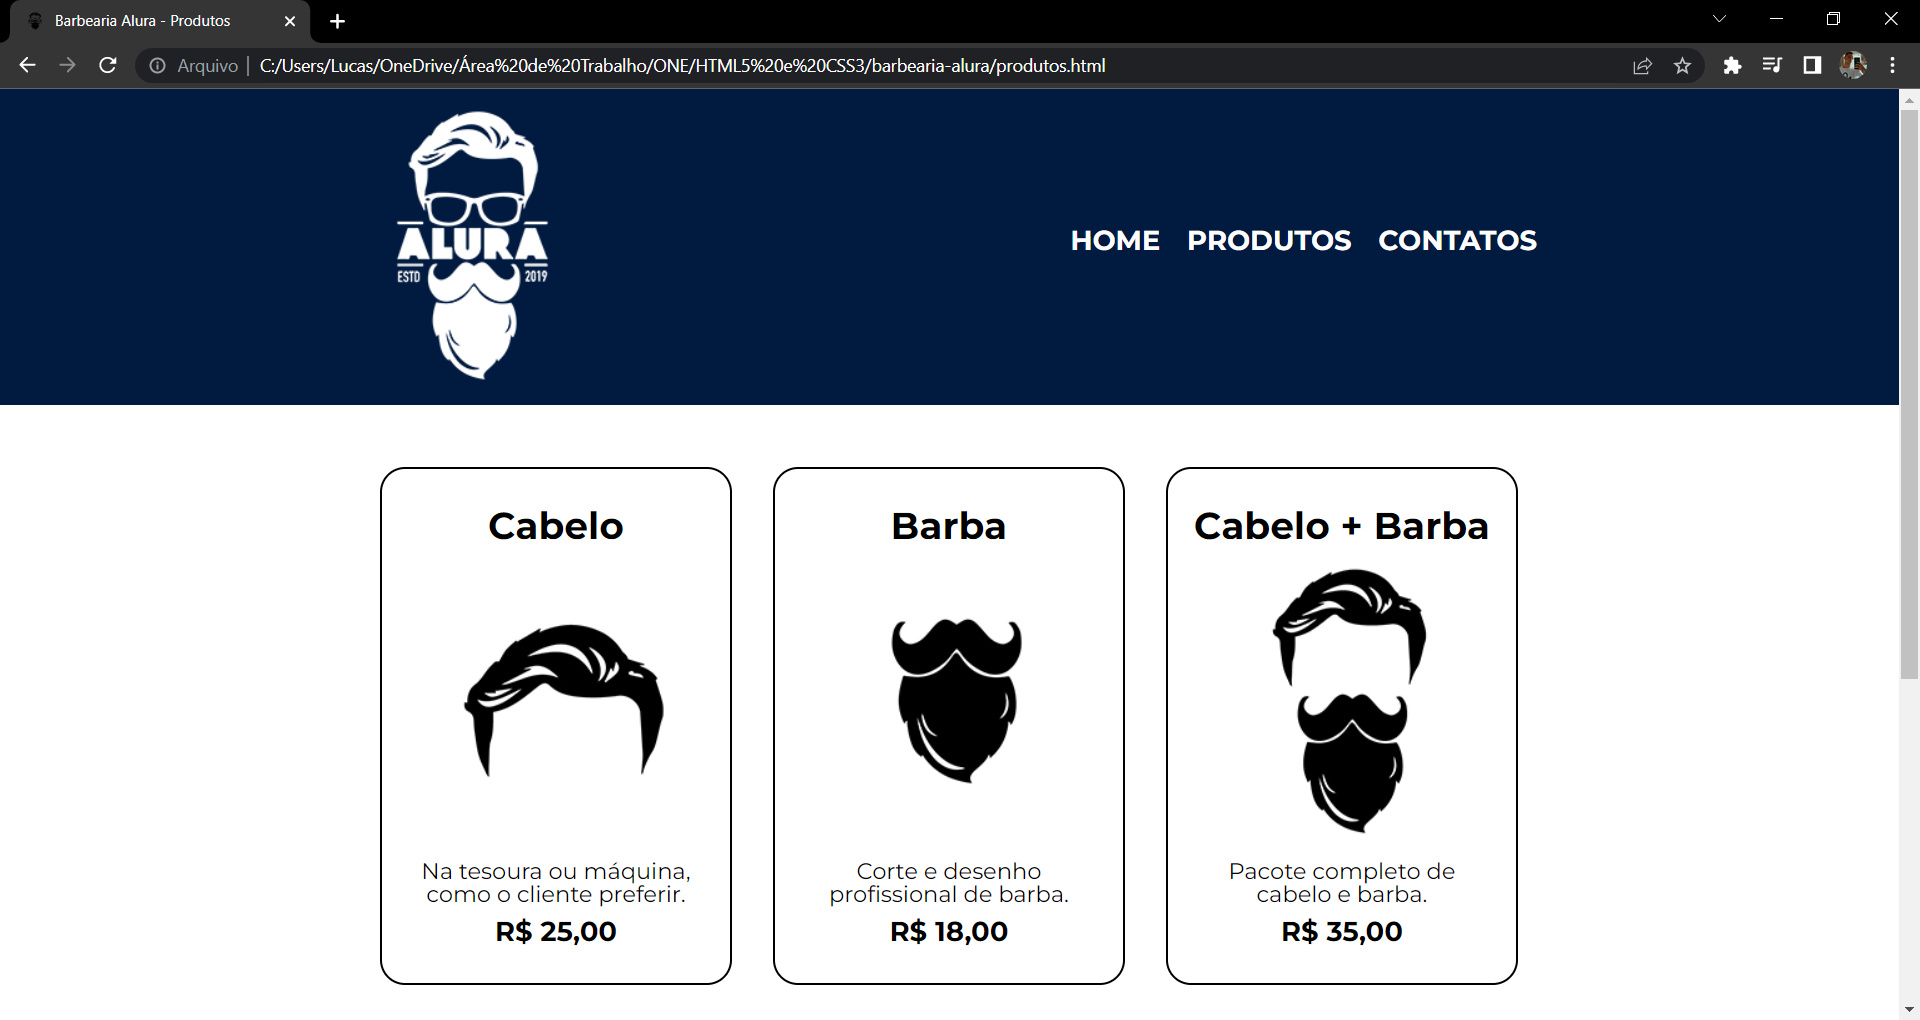 Barbearia Alura - Produtos
Arquivo
C:/Users/Lucas/OneDrive/Área%20de%20Trabalho/ONE/HTML5%20e%20CSS3/barbearia-alura/produtos.html
ALURA
ESTD 2019
HOME PRODUTOS CONTATOS
Cabelo
Na tesoura ou máquina,
como o cliente preferir.
R$ 25,00
Barba
Corte e desenho
profissional de barba.
R$ 18,00
Cabelo + Barba
Pacote completo de
cabelo e barba.
R$ 35,00